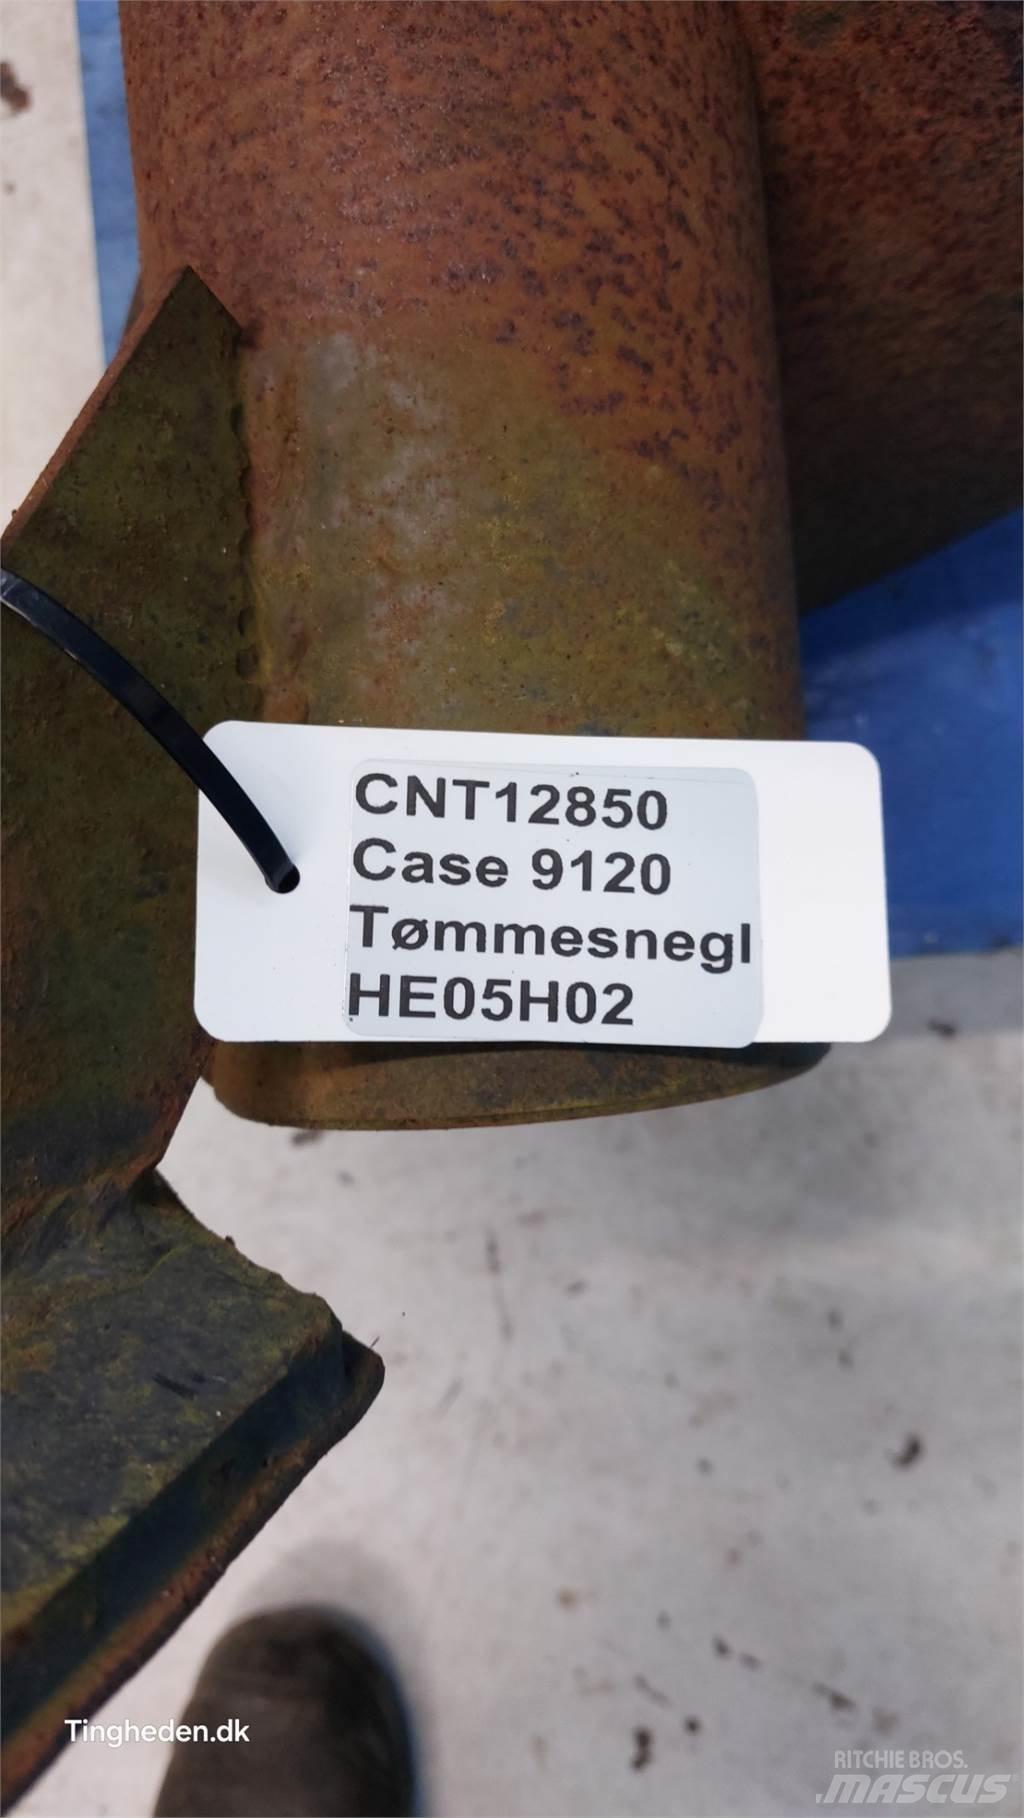 CNT12850
Case 9120
Tømmesnegl
HE05H02
Tingheden.dk
RITCHIE BROS.
MASCUS